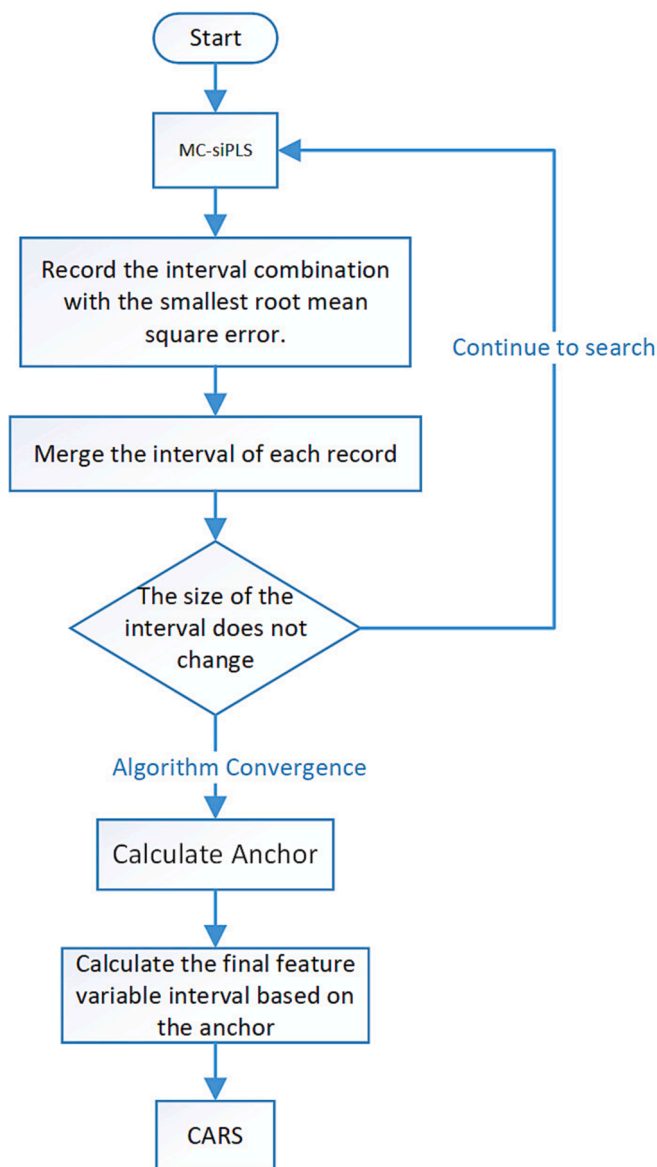 Start
MC-siPLS
Record the interval combination
with the smallest root mean
square error.
Continue to search
Merge the interval of each record
The size of the
interval does not
change
Algorithm Convergence
Calculate Anchor
Calculate the final feature
variable interval based on
the anchor
CARS